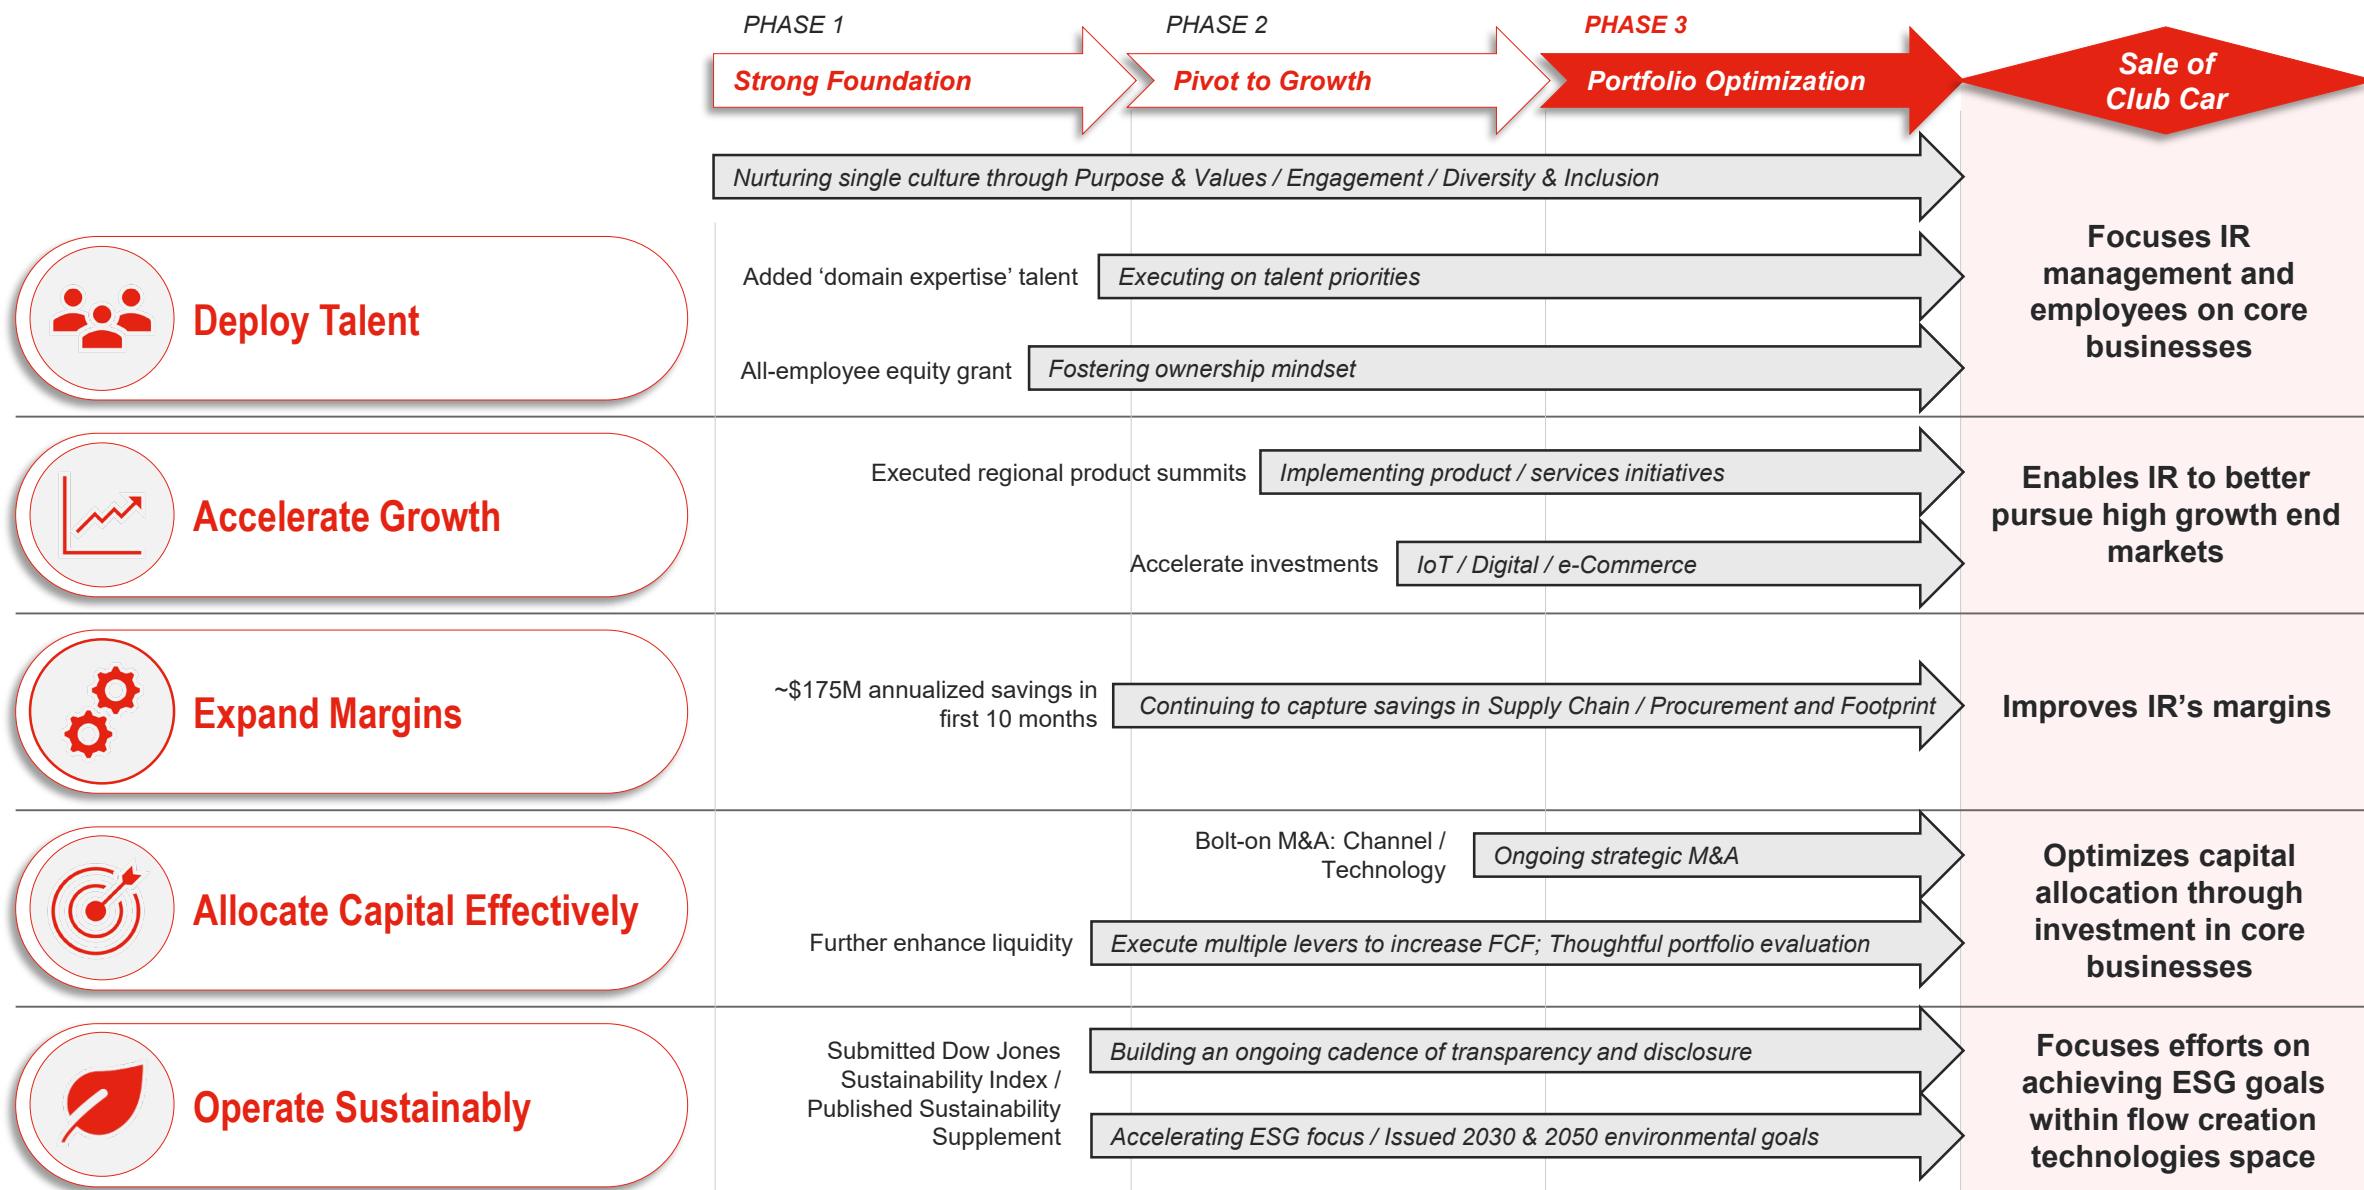 PHASE 1
PHASE 2
PHASE 3
Strong Foundation
Pivot to Growth
Portfolio Optimization
Sale of
Club Car
Nurturing single culture through Purpose & Values / Engagement / Diversity & Inclusion
Deploy Talent
Added ‘domain expertise’ talent
Executing on talent priorities
All-employee equity grant
Fostering ownership mindset
Focuses IR
management and
employees on core
businesses
Accelerate Growth
Executed regional product summits
Implementing product / services initiatives
Accelerate investments
IoT / Digital / e-Commerce
Enables IR to better
pursue high growth end
markets
Expand Margins
~$175M annualized savings in
first 10 months
Continuing to capture savings in Supply Chain / Procurement and Footprint
Improves IR’s margins
Allocate Capital Effectively
Bolt-on M&A: Channel /
Technology
Ongoing strategic M&A
Further enhance liquidity
Execute multiple levers to increase FCF; Thoughtful portfolio evaluation
Optimizes capital
allocation through
investment in core
businesses
Operate Sustainably
Submitted Dow Jones
Sustainability Index /
Published Sustainability
Supplement
Building an ongoing cadence of transparency and disclosure
Accelerating ESG focus / Issued 2030 & 2050 environmental goals
Focuses efforts on
achieving ESG goals
within flow creation
technologies space